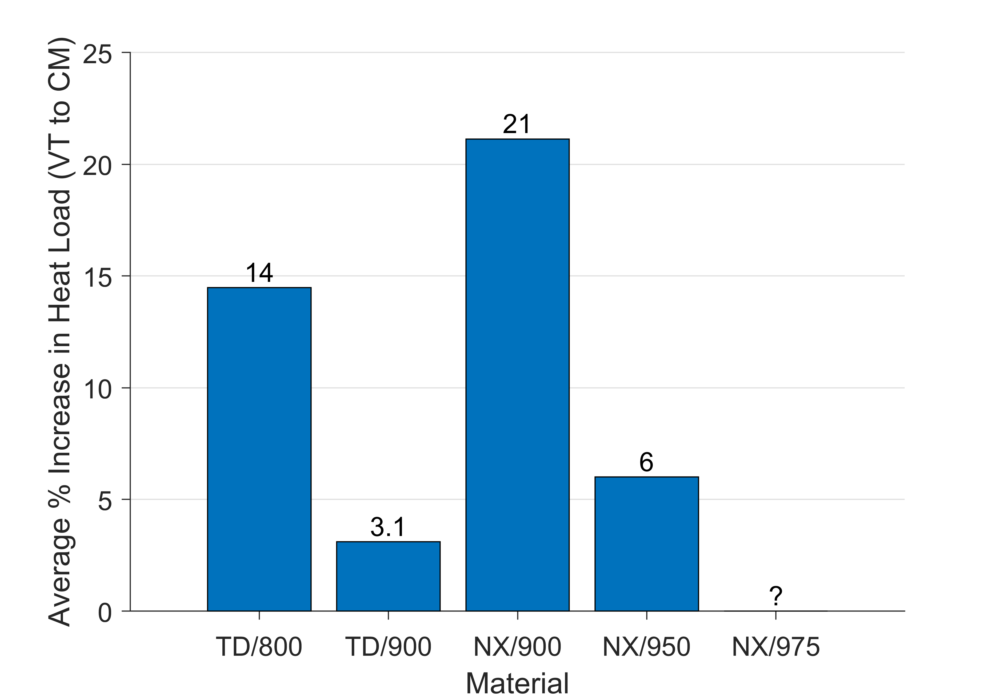 Average % Increase in Heat Load (VT to CM)
25
20
15
10
5
0
14
3.1
21
6
?
TD/800
TD/900
NX/900
NX/950
NX/975
Material